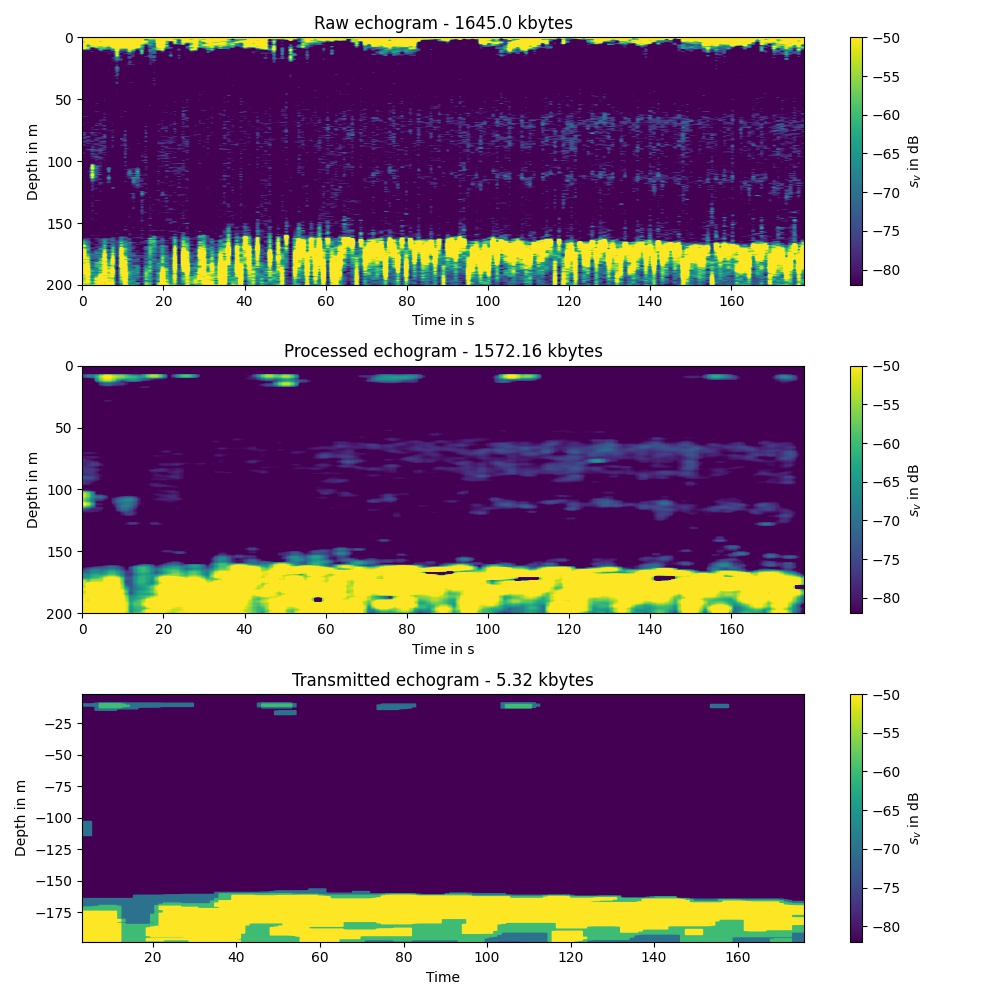 Raw echogram - 1645.0 kbytes
0
50
100
150
200
Depth in m
0 20 40 60 80 100 120 140 160
Time in s
−50
−55
−60
−65
−70
−75
−80
sv in dB
Processed echogram - 1572.16 kbytes
0
50
100
150
200
Depth in m
0 20 40 60 80 100 120 140 160
Time in s
−50
−55
−60
−65
−70
−75
−80
sv in dB
Transmitted echogram - 5.32 kbytes
−25
−50
−75
−100
−125
−150
−175
Depth in m
20 40 60 80 100 120 140 160
Time
−50
−55
−60
−65
−70
−75
−80
sv in dB